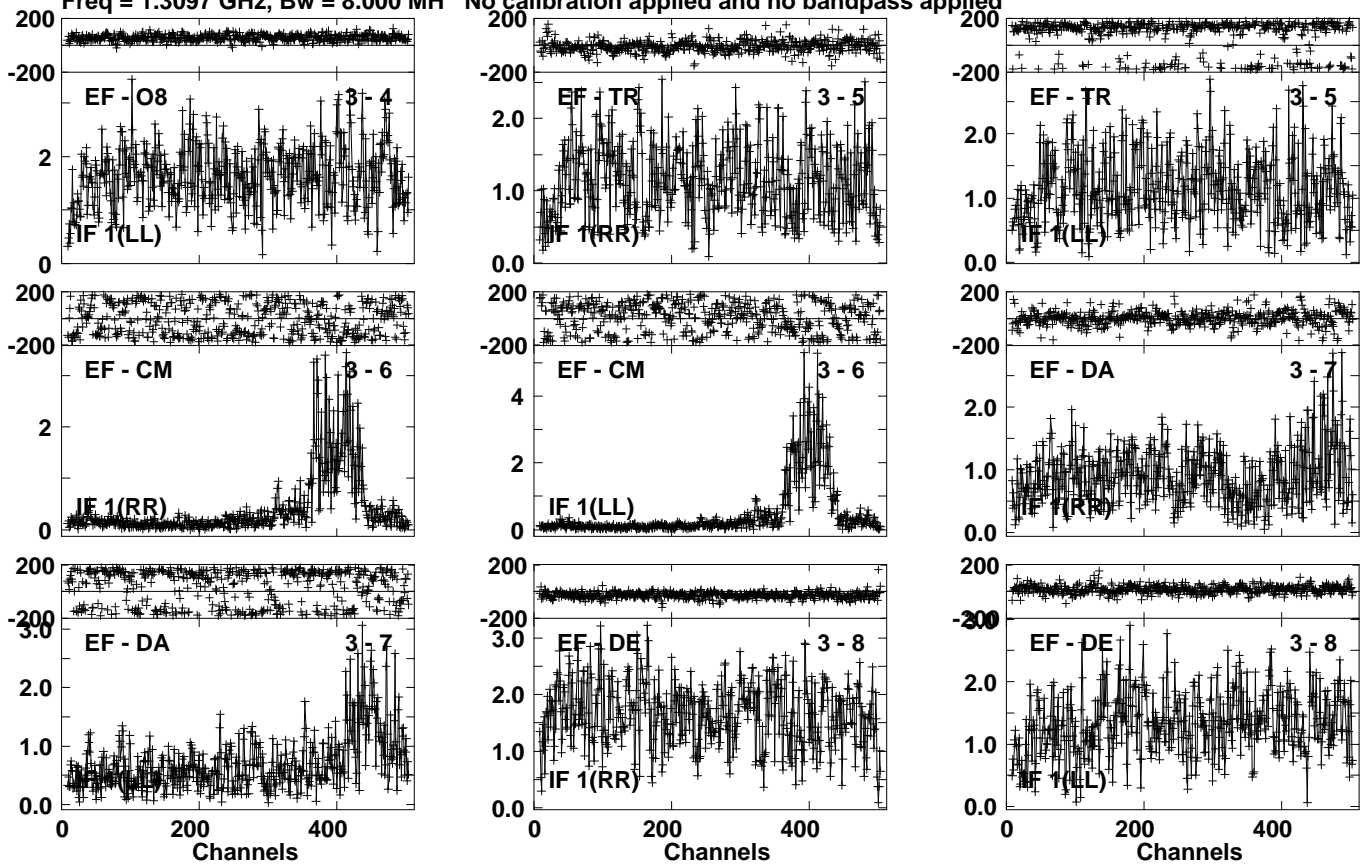 Freq = 1.3097 GHz, Bw = 8.000 MH No calibration applied and no bandpass applied
200
-200
EF - O8 3 - 4
2
IF 1(LL)
0
EF - TR 3 - 5
2.0
1.0
IF 1(RR)
0.0
200
-200
EF - TR 3 - 5
2.0
1.0
IF 1(LL)
0.0
200
-200
EF - CM 3 - 6
2
IF 1(RR)
0
EF - CM 3 - 6
4
2
IF 1(LL)
0
200
-200
EF - DA 3 - 7
2.0
1.0
IF 1(RR)
0.0
200
-200
3.0
EF - DA 3 - 7
2.0
1.0
0.0
0 200 400
Channels
200
-200
3.0
EF - DE 3 - 8
2.0
1.0
IF 1(RR)
0.0
0 200 400
Channels
200
-200
3.0
EF - DE 3 - 8
2.0
1.0
IF 1(LL)
0.0
0 200 400
Channels